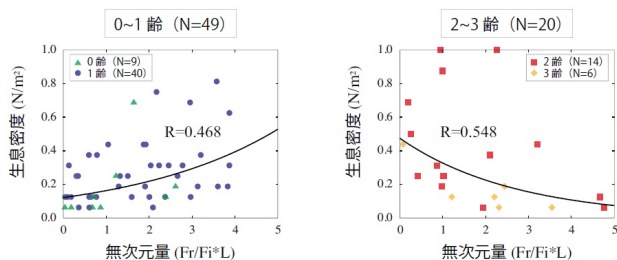 0~1 齢（N=49）
生息密度 (N/m²)
1.0
0.8
0.6
0.4
0.2
0.0
0 齢 (N=9)
1 齢 (N=40)
R=0.468
0 1 2 3 4 5
無次元量 (Fr/Fi*L)
2~3 齢（N=20）
生息密度 (N/m²)
1.0
0.8
0.6
0.4
0.2
0.0
2 齢 (N=14)
3 齢 (N=6)
R=0.548
0 1 2 3 4 5
無次元量 (Fr/Fi*L)